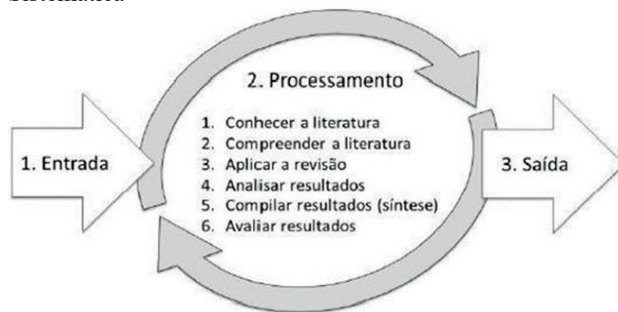 2. Processamento
1. Conhecer a literatura
2. Compreender a literatura
3. Aplicar a revisão
4. Analisar resultados
5. Compilar resultados (síntese)
6. Avaliar resultados
1. Entrada
3. Saída